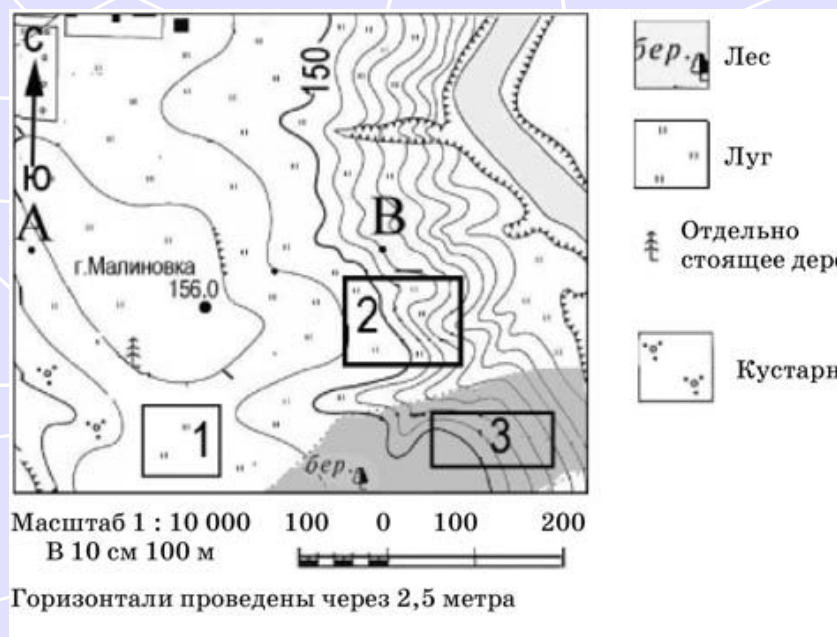 С
Ю
А
150
В
г.Малиновка
156.0
2
1
3
бер.
бер.
Лес
Луг
Отдельно
стоящее дере
Кустарн
Масштаб 1 : 10 000
В 10 см 100 м
100 0 100 200
Горизонтали проведены через 2,5 метра